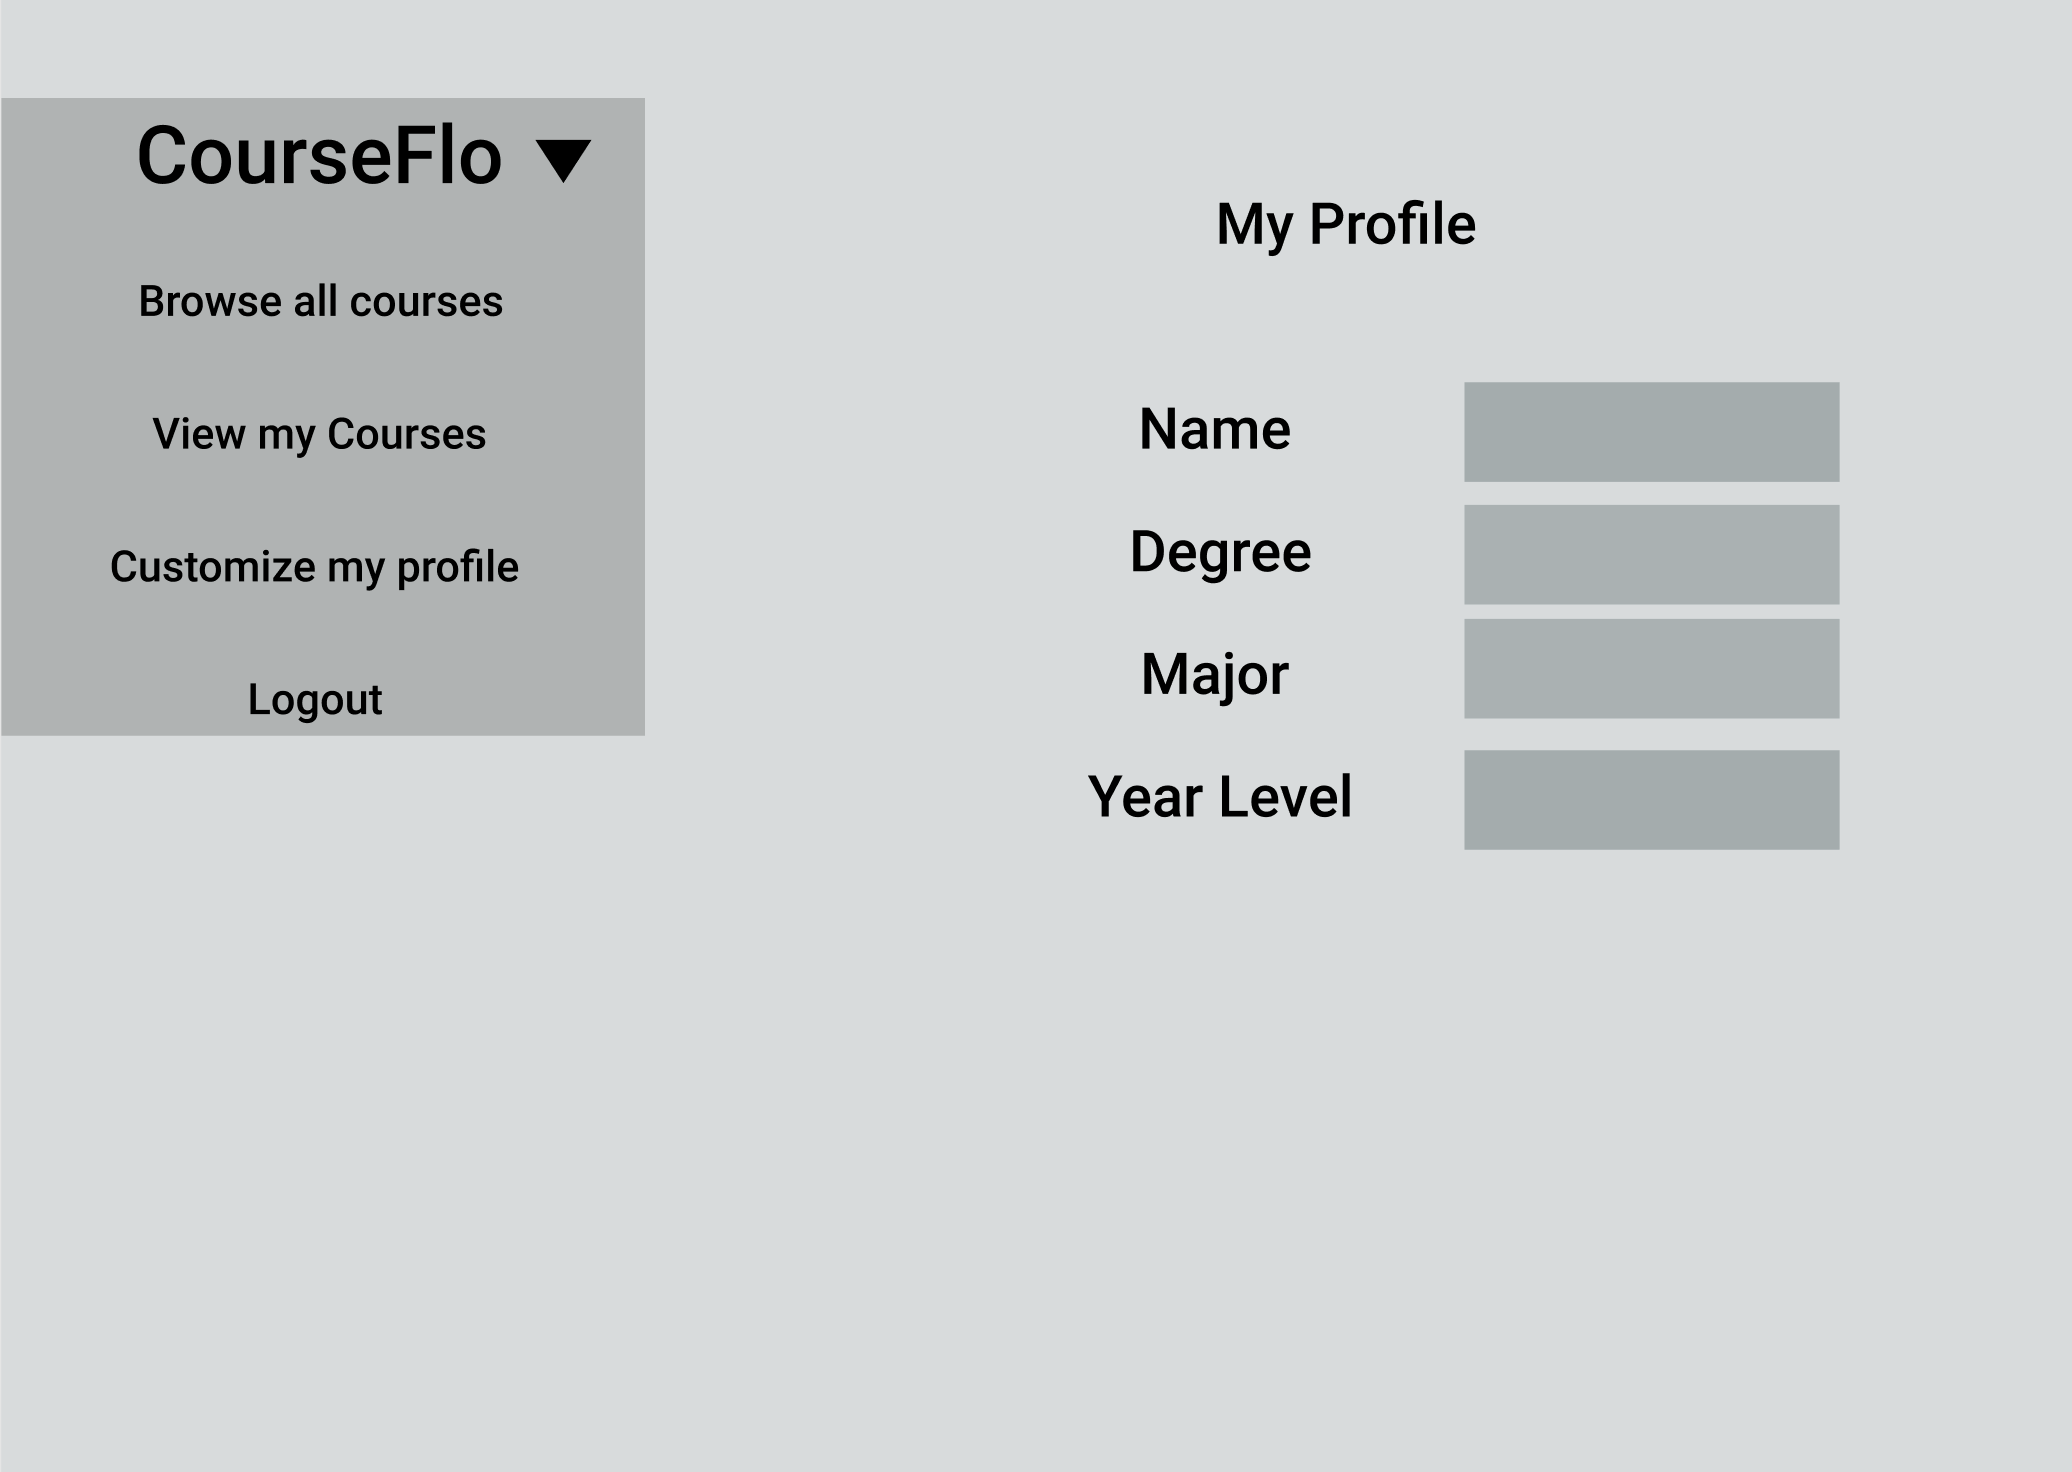 CourseFlo
Browse all courses
View my Courses
Customize my profile
Logout
My Profile
Name
Degree
Major
Year Level